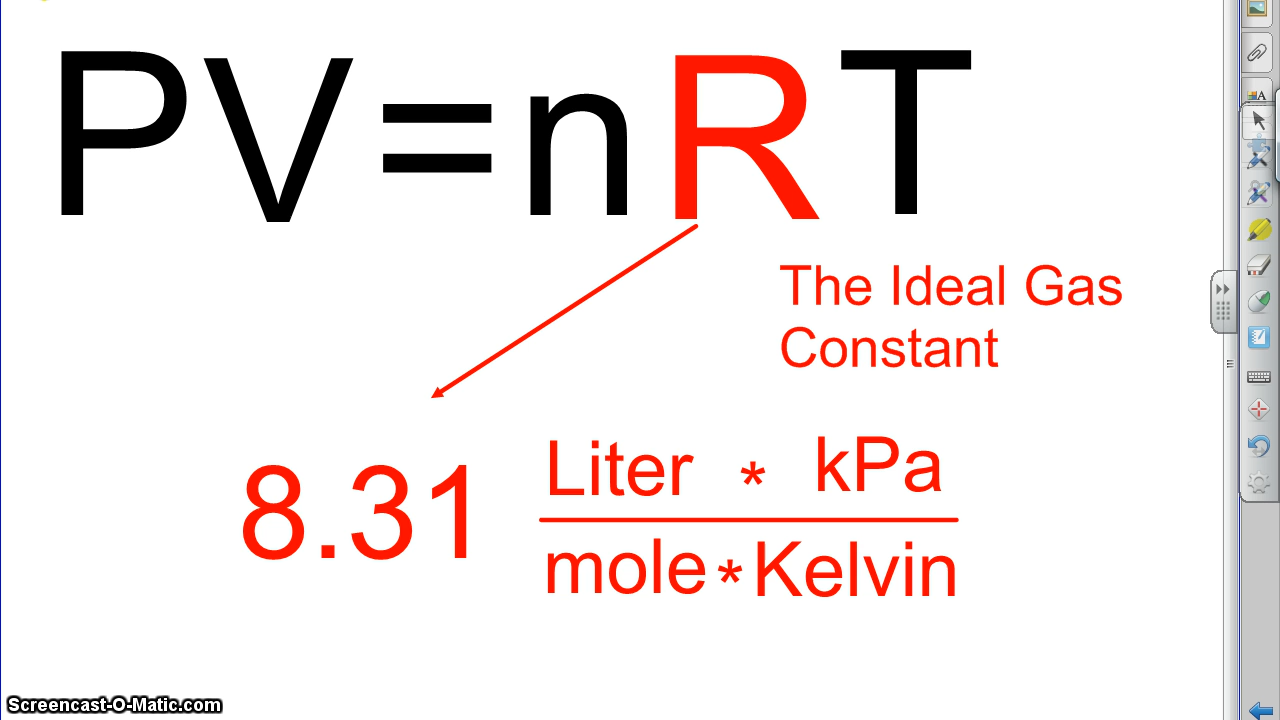 PV=nRT
The Ideal Gas
Constant
8.31
Liter * kPa
mole*Kelvin
Screencast-O-Matic.com